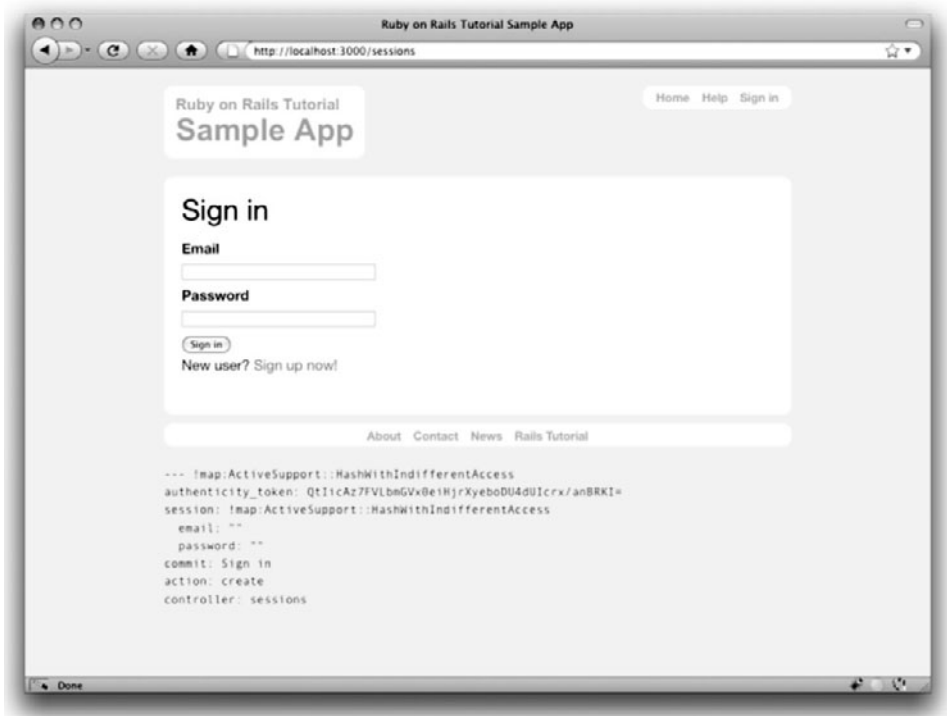 Ruby on Rails Tutorial Sample App
http://localhost:3000/sessions
Ruby on Rails Tutorial
Sample App
Home Help Sign in
Sign in
Email
Password
Sign in
New user? Sign up now!
About Contact News Rails Tutorial
--- !map:ActiveSupport::HashWithIndifferentAccess
authenticity_token:
session: !map:ActiveSupport::HashWithIndifferentAccess
email: ""
password: ""
commit: Sign in
action: create
controller: sessions
Done